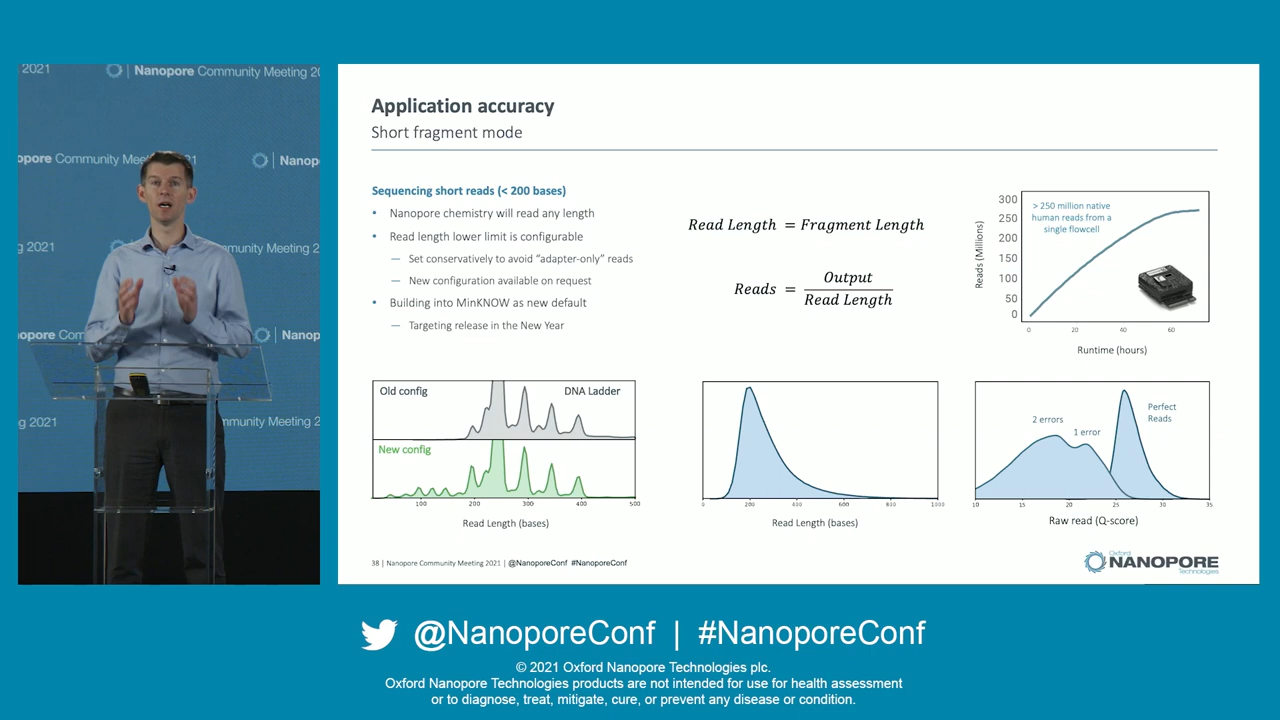 2021
Nanopore Community Meeting 20
opore Community Mee
21
Nanop
g 2021
mmunity Meeting 2
opore Com
Nanop
g 2021
mmunity Meeting 2
Application accuracy
Short fragment mode
Sequencing short reads (< 200 bases)
• Nanopore chemistry will read any length
• Read length lower limit is configurable
— Set conservatively to avoid “adapter-only” reads
— New configuration available on request
• Building into MinKNOW as new default
— Targeting release in the New Year
Read Length = Fragment Length
Reads = Output
Read Length
300
250
200
150
100
50
0
Reads (Millions)
> 250 million native
human reads from a
single flowcell
0 20 40 60
Runtime (hours)
Old config
DNA Ladder
New config
100 200 300 400 500
Read Length (bases)
0 200 400 600 800 1000
Read Length (bases)
2 errors
1 error
Perfect
Reads
10 15 20 25 30 35
Raw read (Q-score)
38 | Nanopore Community Meeting 2021 | @NanoporeConf #NanoporeConf
Oxford
NANOPORE
Technologies
@NanoporeConf | #NanoporeConf
© 2021 Oxford Nanopore Technologies plc.
Oxford Nanopore Technologies products are not intended for use for health assessment
or to diagnose, treat, mitigate, cure, or prevent any disease or condition.